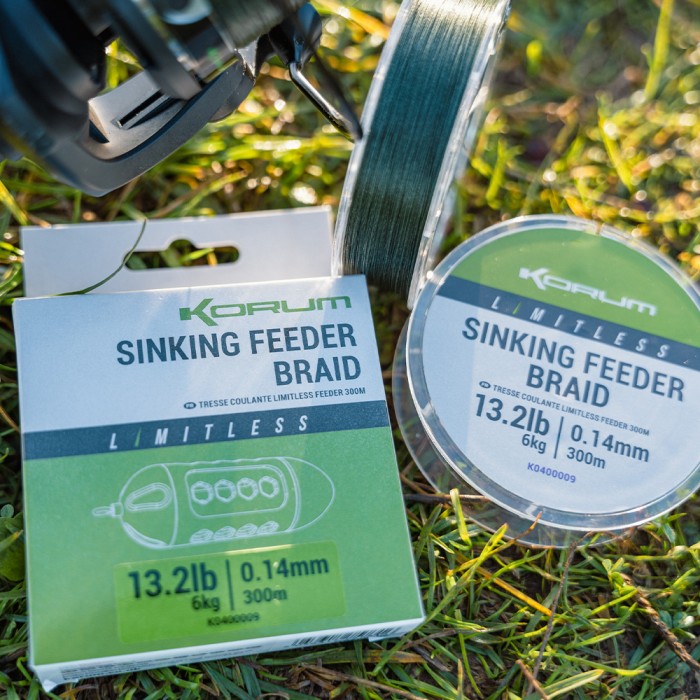 KORUM
SINKING FEEDER
BRAID
FR TRESSE COULANTE LIMITLESS FEEDER 300M
LiMITLESS
13.2lb | 0.14mm
6kg | 300m
K0400009
KORUM
LiMITLESS
SINKING FEEDER
BRAID
FR TRESSE COULANTE LIMITLESS FEEDER 300M
13.2lb | 0.14mm
6kg | 300m
K0400009